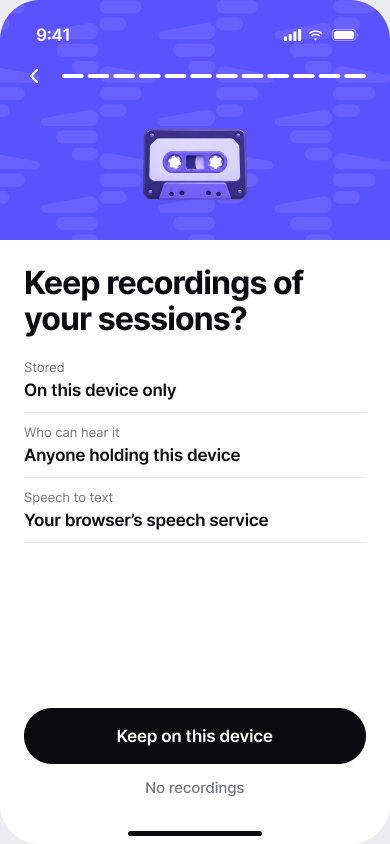 9:41
Keep recordings of
your sessions?
Stored
On this device only
Who can hear it
Anyone holding this device
Speech to text
Your browser’s speech service
Keep on this device
No recordings